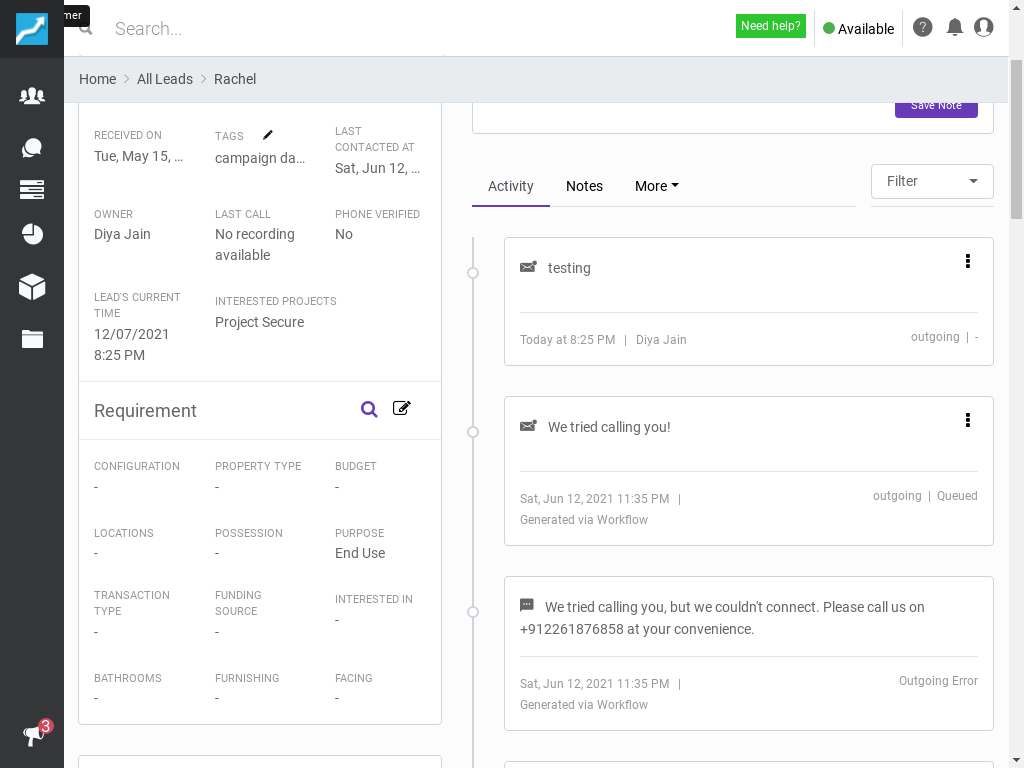 mer
Search...
Need help?
Available
Home
All Leads
Rachel
RECEIVED ON
Tue, May 15, ...
TAGS
campaign da...
LAST
CONTACTED AT
Sat, Jun 12, ...
OWNER
Diya Jain
LAST CALL
No recording
available
PHONE VERIFIED
No
LEAD'S CURRENT
TIME
12/07/2021
8:25 PM
INTERESTED PROJECTS
Project Secure
Requirement
CONFIGURATION
-
PROPERTY TYPE
-
BUDGET
-
LOCATIONS
-
POSSESSION
-
PURPOSE
End Use
TRANSACTION
TYPE
-
FUNDING
SOURCE
-
INTERESTED IN
-
BATHROOMS
-
FURNISHING
-
FACING
-
3
Save Note
Activity
Notes
More
Filter
testing
Today at 8:25 PM | Diya Jain
outgoing | -
We tried calling you!
Sat, Jun 12, 2021 11:35 PM |
Generated via Workflow
outgoing | Queued
We tried calling you, but we couldn't connect. Please call us on
+912261876858 at your convenience.
Sat, Jun 12, 2021 11:35 PM |
Generated via Workflow
Outgoing Error